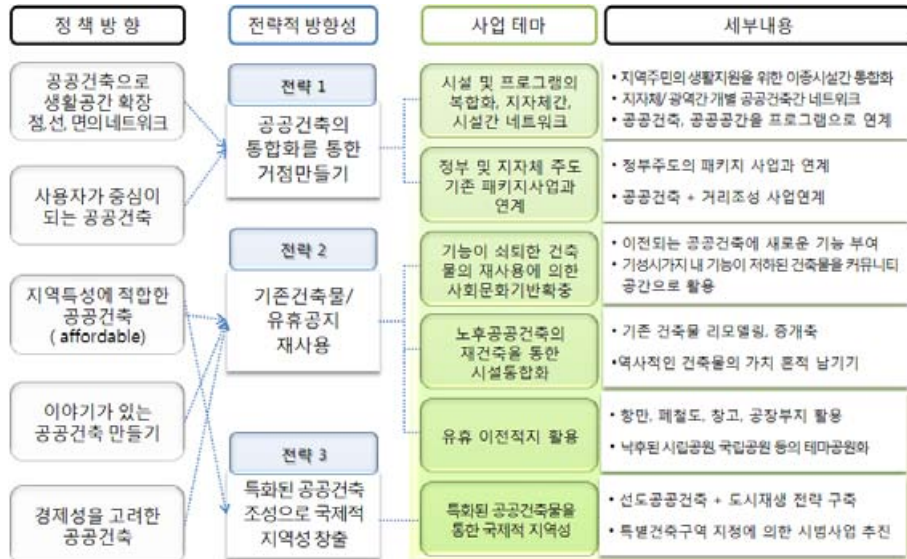 정책 방향
공공건축으로
생활공간 확장
점,선, 면의 네트워크
사용자가 중심이
되는 공공건축
지역특성에 적합한
공공건축
( affordable)
이야기가 있는
공공건축 만들기
경제성을 고려한
공공건축
전략적 방향성
전략 1
공공건축의
통합화를 통한
거점만들기
전략 2
기존건축물/
유휴공지
재사용
전략 3
특화된 공공건축
조성으로 국제적
지역성 창출
사업 테마
시설 및 프로그램의
복합화, 지자체간,
시설간 네트워크
정부 및 지자체 주도
기존 패키지사업과
연계
기능이 쇠퇴한 건축
물의 재사용에 의한
사회문화기반확충
노후공공건축의
재건축을 통한
시설통합화
유휴 이전적지 활용
특화된 공공건축물을
통한 국제적 지역성
세부내용
• 지역주민의 생활지원을 위한 이종시설간 통합화
• 지자체/ 광역간 개별 공공건축간 네트워크
• 공공건축, 공공공간을 프로그램으로 연계
• 정부주도의 패키지 사업과 연계
• 공공건축 + 거리조성 사업연계
• 이전되는 공공건축에 새로운 기능 부여
• 기성시가지 내 기능이 저하된 건축물을 커뮤니티
공간으로 활용
• 기존 건축물 리모델링, 증개축
•역사적인 건축물의 가치 흔적 남기기
• 항만, 폐철도, 창고, 공장부지 활용
• 낙후된 시립공원, 국립공원 등의 테마공원화
• 선도공공건축 + 도시재생 전략 구축
• 특별건축구역 지정에 의한 시범사업 추진